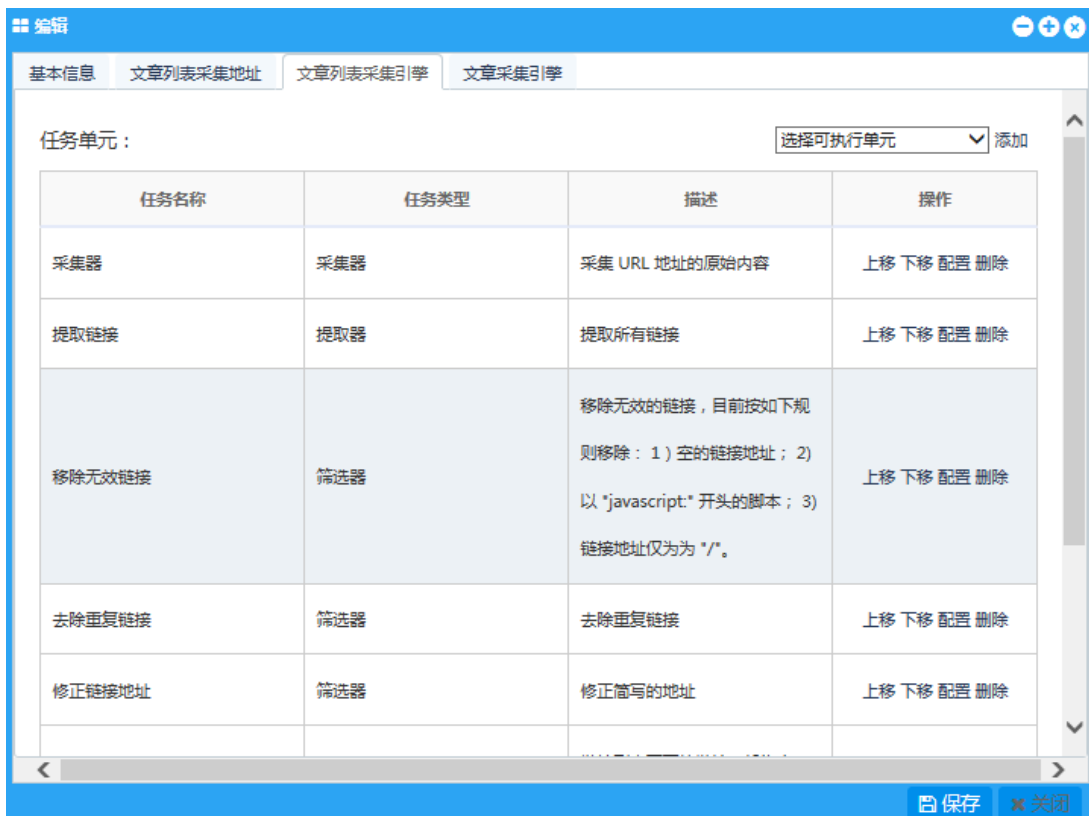 编辑
基本信息 文章列表采集地址 文章列表采集引擎 文章采集引擎
任务单元：
选择可执行单元 添加
任务名称 任务类型 描述 操作
采集器 采集器 采集 URL 地址的原始内容 上移 下移 配置 删除
提取链接 提取器 提取所有链接 上移 下移 配置 删除
移除无效链接 筛选器
移除无效的链接，目前按如下规
则移除： 1 ) 空的链接地址； 2)
以 "javascript:" 开头的脚本； 3)
链接地址仅为为 "/"。
上移 下移 配置 删除
去除重复链接 筛选器 去除重复链接 上移 下移 配置 删除
修正链接地址 筛选器 修正简写的地址 上移 下移 配置 删除
保存 关闭